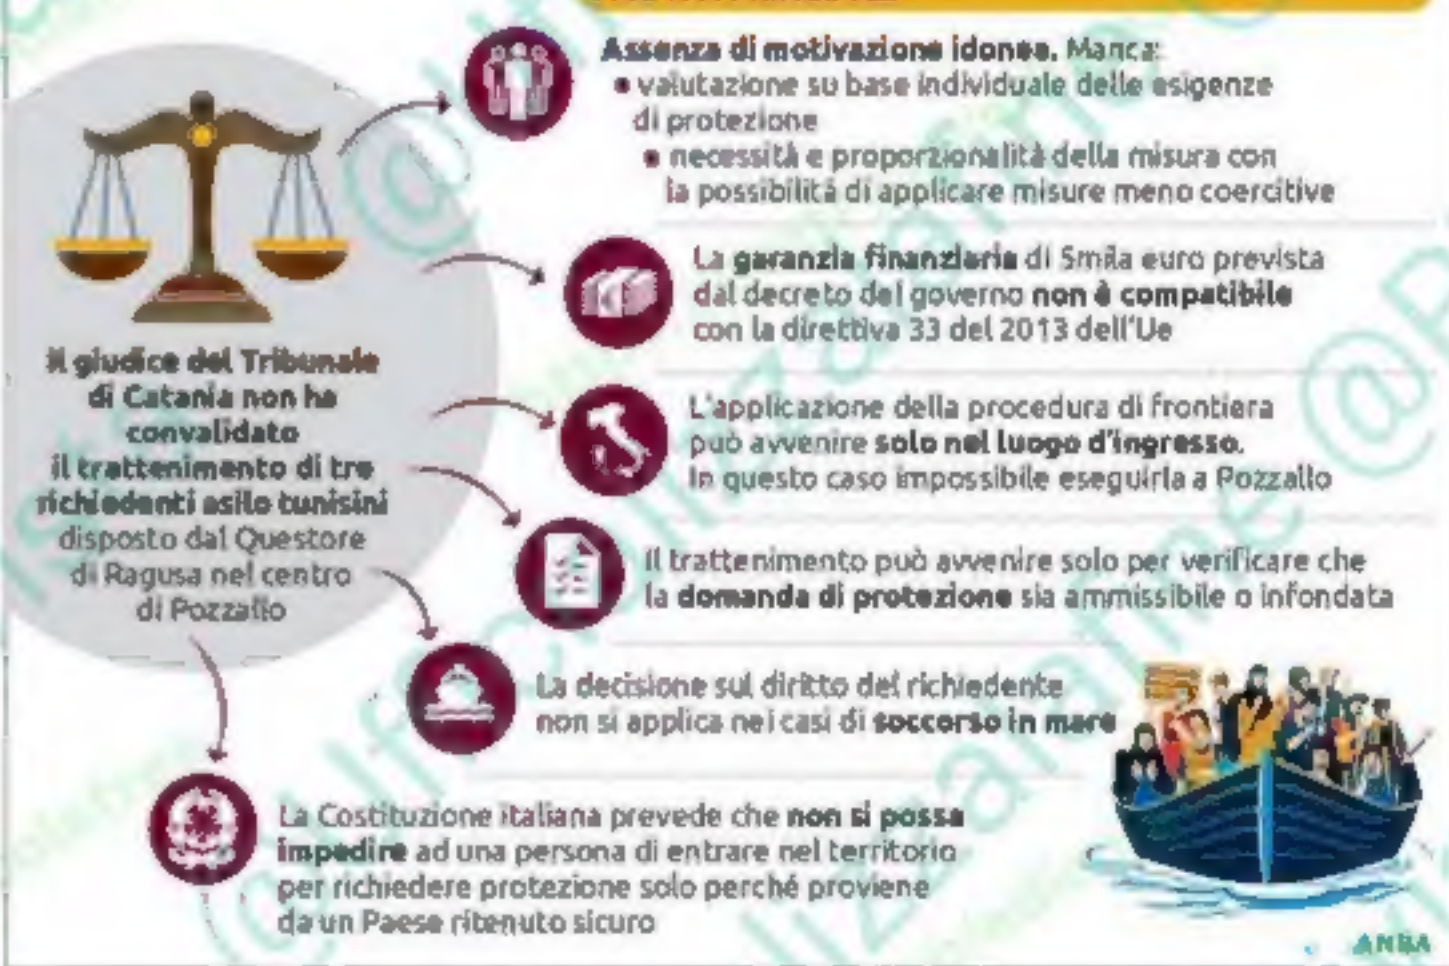 Il giudice del Tribunale
di Catania non ha
convalidato
il trattenimento di tre
richiedenti asilo tunisini
disposto dal Questore
di Ragusa nel centro
di Pozzallo
Assenza di motivazione idonea. Manca:
• valutazione su base individuale delle esigenze
di protezione
• necessità e proporzionalità della misura con
la possibilità di applicare misure meno coercitive
La garanzia finanziaria di 5mila euro prevista
dal decreto del governo non è compatibile
con la direttiva 33 del 2013 dell'Ue
L'applicazione della procedura di frontiera
può avvenire solo nel luogo d'ingresso.
In questo caso impossibile eseguirla a Pozzallo
Il trattenimento può avvenire solo per verificare che
la domanda di protezione sia ammissibile o infondata
La decisione sul diritto del richiedente
non si applica nei casi di soccorso in mare
La Costituzione italiana prevede che non si possa
impedire ad una persona di entrare nel territorio
per richiedere protezione solo perché proviene
da un Paese ritenuto sicuro
ANSA